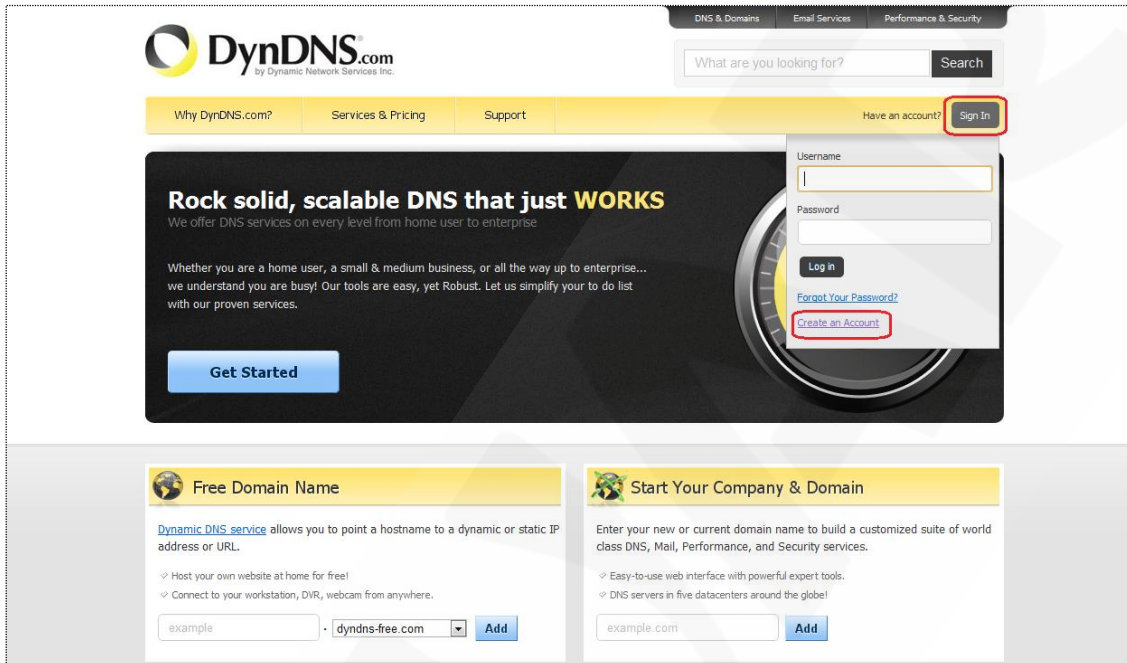 DNS & Domains Email Services Performance & Security
DynDNS.com
by Dynamic Network Services Inc.
What are you looking for? Search
Why DynDNS.com? Services & Pricing Support Have an account? Sign In
Username
Password
Log in
Forgot Your Password?
Create an Account
Rock solid, scalable DNS that just WORKS
We offer DNS services on every level from home user to enterprise
Whether you are a home user, a small & medium business, or all the way up to enterprise...
we understand you are busy! Our tools are easy, yet Robust. Let us simplify your to do list
with our proven services.
Get Started
Free Domain Name
Dynamic DNS service allows you to point a hostname to a dynamic or static IP
address or URL.
Host your own website at home for free!
Connect to your workstation, DVR, webcam from anywhere.
example . dyndns-free.com Add
Start Your Company & Domain
Enter your new or current domain name to build a customized suite of world
class DNS, Mail, Performance, and Security services.
Easy-to-use web interface with powerful expert tools.
DNS servers in five datacenters around the globe!
example.com Add